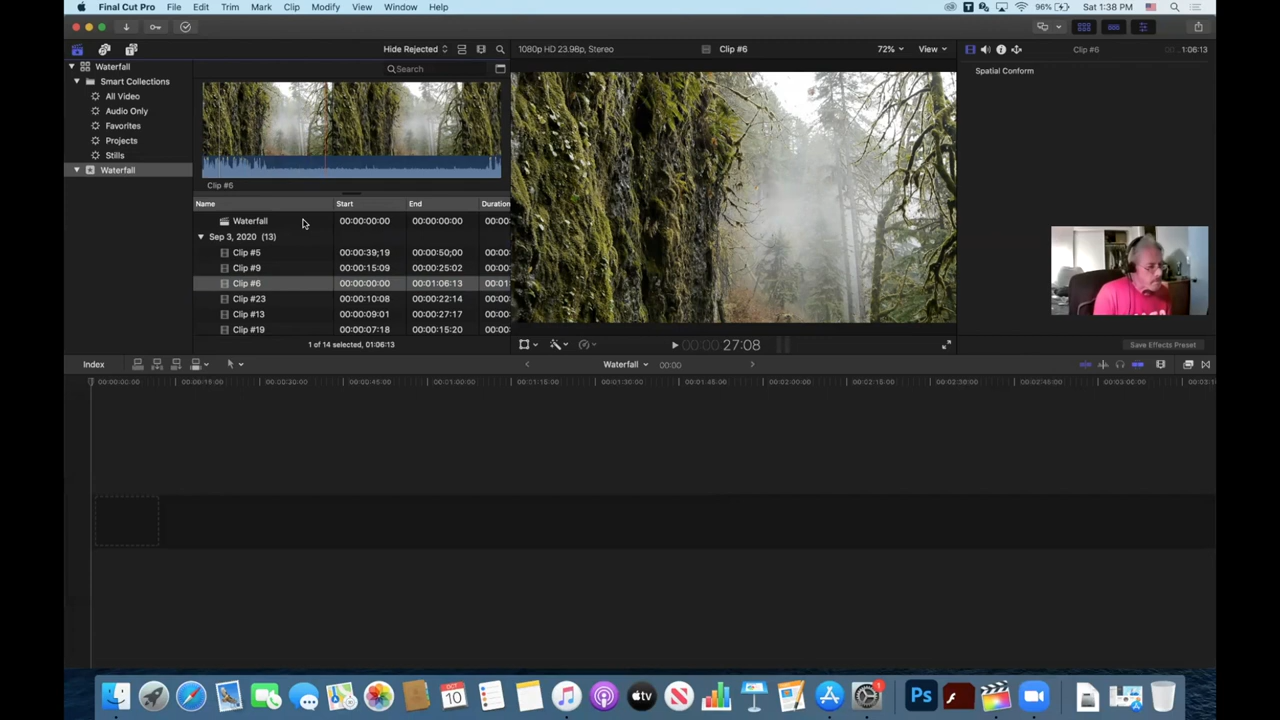 Final Cut Pro File Edit Trim Mark Clip Modify View Window Help 96% Sat 1:38 PM
Hide Rejected 1080p HD 23.98p, Stereo Clip #6 72% View Clip #6 1:06:13
Waterfall Search Spatial Conform
Smart Collections
All Video
Audio Only
Favorites
Projects
Stills
Waterfall
Clip #6
Name Start End Duration
Waterfall 00:00:00:00 00:00:00:00 00:00
Sep 3, 2020 (13)
Clip #5 00:00:39;19 00:00:50;00 00:00
Clip #9 00:00:15:09 00:00:25:02 00:00
Clip #6 00:00:00:00 00:01:06:13 00:01
Clip #23 00:00:10:08 00:00:22:14 00:00
Clip #13 00:00:09:01 00:00:27:17 00:00
Clip #19 00:00:07:18 00:00:15:20 00:00
1 of 14 selected, 01:06:13 00:00:00 27:08 Save Effects Preset
Index Waterfall 00:00
00:00:00:00 00:00:15:00 00:00:30:00 00:00:45:00 00:01:00:00 00:01:15:00 00:01:30:00 00:01:45:00 00:02:00:00 00:02:15:00 00:02:30:00 00:02:45:00 00:03:00:00
OCT
10 tv 1 Ps